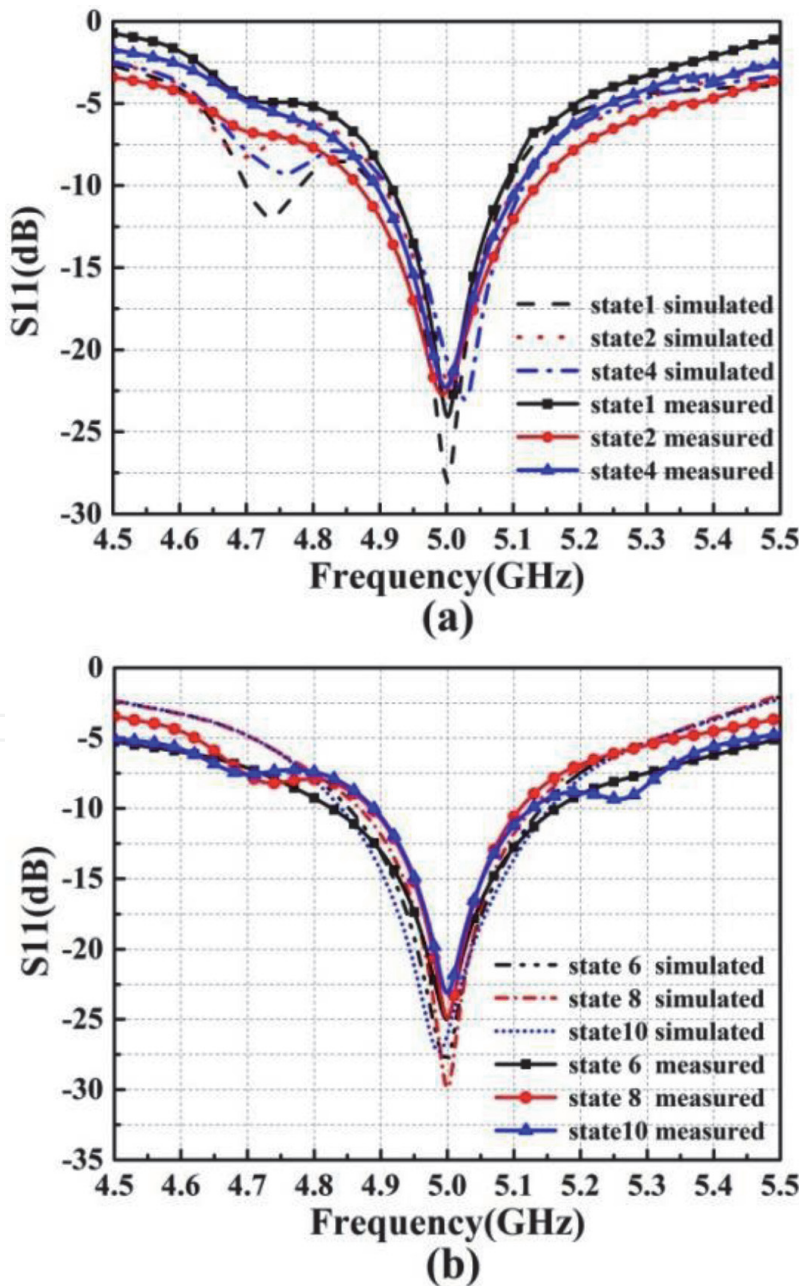 0
-5
-10
-15
-20
-25
-30
S11(dB)
state1 simulated
state2 simulated
state4 simulated
state1 measured
state2 measured
state4 measured
4.5 4.6 4.7 4.8 4.9 5.0 5.1 5.2 5.3 5.4 5.5
Frequency(GHz)
(a)
0
-5
-10
-15
-20
-25
-30
-35
S11(dB)
state 6 simulated
state 8 simulated
state10 simulated
state 6 measured
state 8 measured
state10 measured
4.5 4.6 4.7 4.8 4.9 5.0 5.1 5.2 5.3 5.4 5.5
Frequency(GHz)
(b)